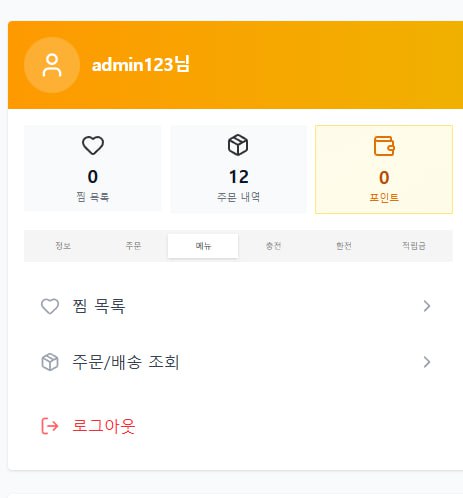 admin123님
0 12 0
찜 목록 주문 내역 포인트
정보 주문 메뉴 충전 환전 적립금
찜 목록
주문/배송 조회
로그아웃